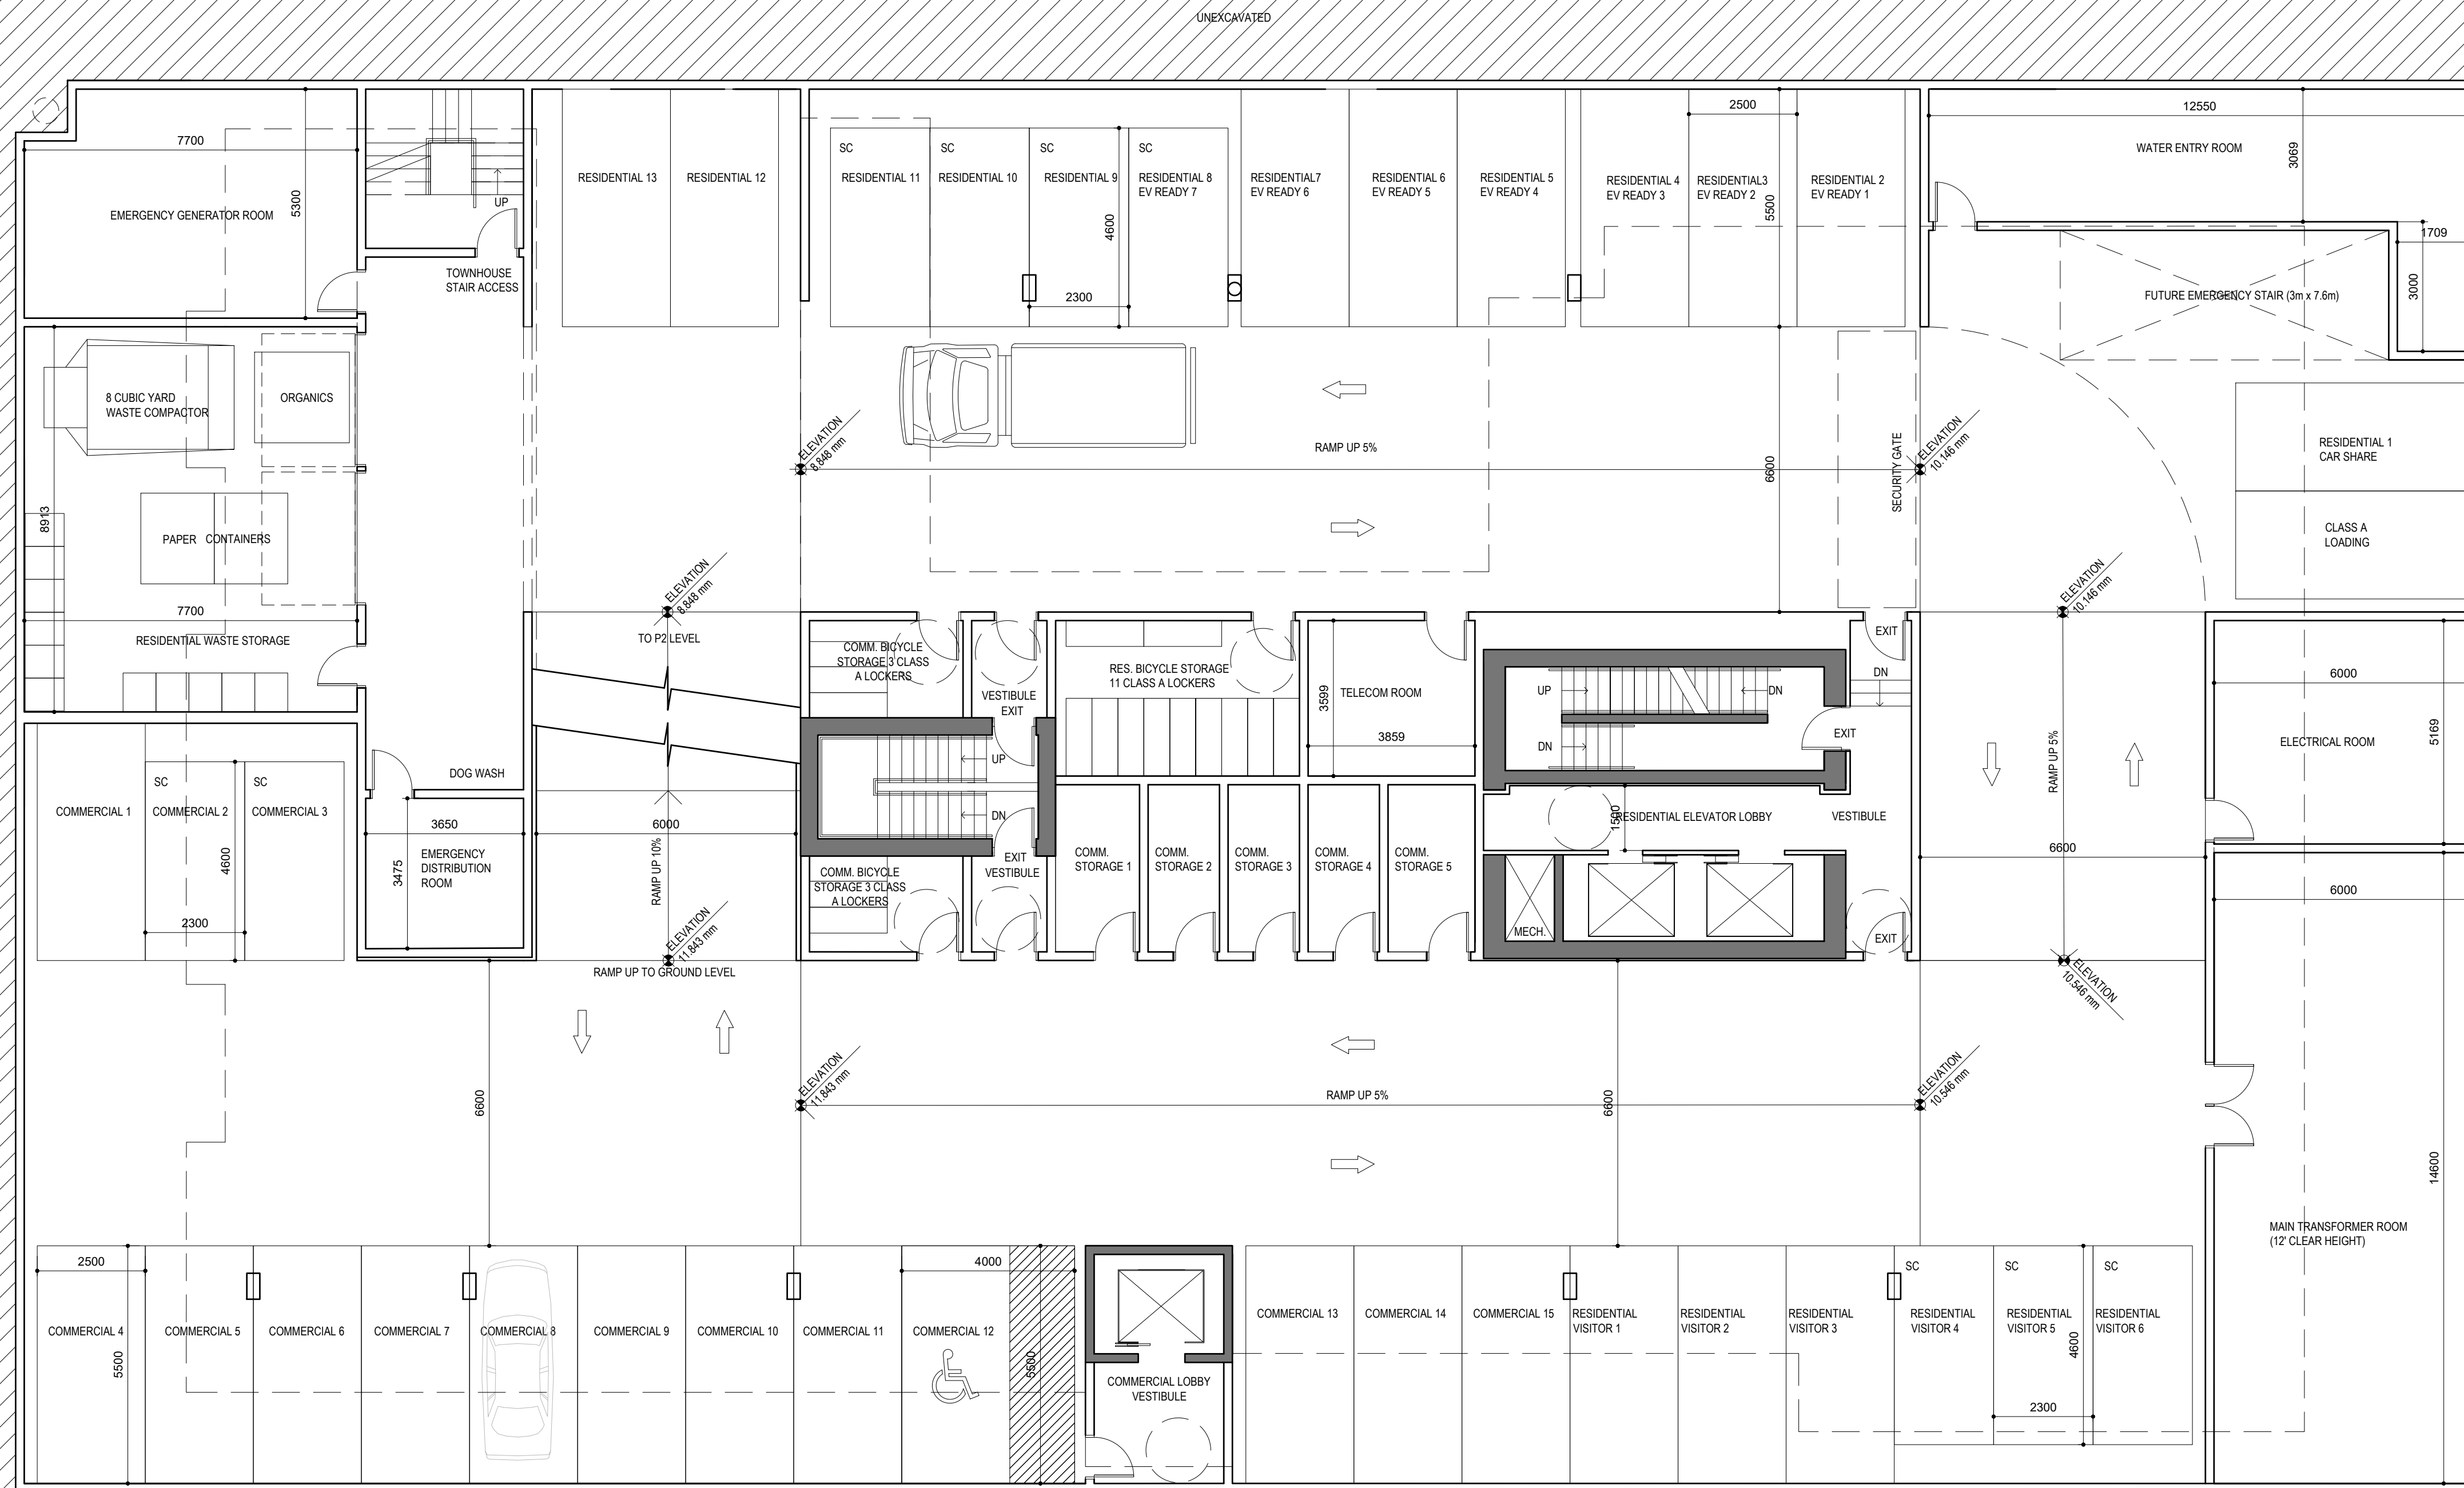 UNEXCAVATED
7700
5300
EMERGENCY GENERATOR ROOM
UP
TOWNHOUSE
STAIR ACCESS
RESIDENTIAL 13
RESIDENTIAL 12
SC
RESIDENTIAL 11
SC
RESIDENTIAL 10
SC
RESIDENTIAL 9
SC
RESIDENTIAL 8
EV READY 7
4600
2300
RESIDENTIAL7
EV READY 6
RESIDENTIAL 6
EV READY 5
RESIDENTIAL 5
EV READY 4
RESIDENTIAL 4
EV READY 3
2500
RESIDENTIAL3
EV READY 2
5500
RESIDENTIAL 2
EV READY 1
12550
WATER ENTRY ROOM
3069
1709
3000
FUTURE EMERGENCY STAIR (3m x 7.6m)
8 CUBIC YARD
WASTE COMPACTOR
ORGANICS
8913
PAPER
CONTAINERS
7700
RESIDENTIAL WASTE STORAGE
ELEVATION
8.848 mm
RAMP UP 5%
6600
SECURITY GATE
ELEVATION
10.146 mm
RESIDENTIAL 1
CAR SHARE
CLASS A
LOADING
ELEVATION
8.848 mm
TO P2 LEVEL
COMM. BICYCLE
STORAGE 3 CLASS
A LOCKERS
VESTIBULE
EXIT
RES. BICYCLE STORAGE
11 CLASS A LOCKERS
3599
TELECOM ROOM
3859
UP
DN
DN
EXIT
DN
EXIT
ELEVATION
10.146 mm
RAMP UP 5%
6000
ELECTRICAL ROOM
5169
UP
DN
DOG WASH
COMMERCIAL 1
SC
COMMERCIAL 2
SC
COMMERCIAL 3
4600
2300
3650
3475
EMERGENCY
DISTRIBUTION
ROOM
6000
RAMP UP 10%
ELEVATION
11.843 mm
RAMP UP TO GROUND LEVEL
COMM. BICYCLE
STORAGE 3 CLASS
A LOCKERS
EXIT
VESTIBULE
COMM.
STORAGE 1
COMM.
STORAGE 2
COMM.
STORAGE 3
COMM.
STORAGE 4
COMM.
STORAGE 5
1500
RESIDENTIAL ELEVATOR LOBBY
VESTIBULE
MECH.
EXIT
6600
ELEVATION
10.546 mm
6000
6600
ELEVATION
11.843 mm
RAMP UP 5%
6600
ELEVATION
10.546 mm
14600
MAIN TRANSFORMER ROOM
(12' CLEAR HEIGHT)
2500
COMMERCIAL 4
5500
COMMERCIAL 5
COMMERCIAL 6
COMMERCIAL 7
COMMERCIAL 8
COMMERCIAL 9
COMMERCIAL 10
COMMERCIAL 11
4000
COMMERCIAL 12
5500
COMMERCIAL LOBBY
VESTIBULE
COMMERCIAL 13
COMMERCIAL 14
COMMERCIAL 15
RESIDENTIAL
VISITOR 1
RESIDENTIAL
VISITOR 2
RESIDENTIAL
VISITOR 3
SC
RESIDENTIAL
VISITOR 4
SC
RESIDENTIAL
VISITOR 5
SC
RESIDENTIAL
VISITOR 6
4600
2300